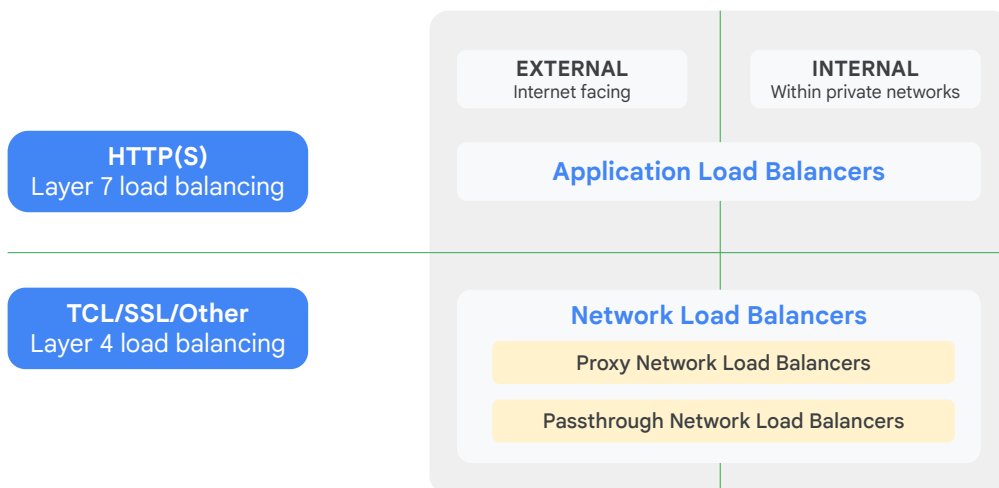 EXTERNAL
Internet facing
INTERNAL
Within private networks
HTTP(S)
Layer 7 load balancing
Application Load Balancers
TCL/SSL/Other
Layer 4 load balancing
Network Load Balancers
Proxy Network Load Balancers
Passthrough Network Load Balancers